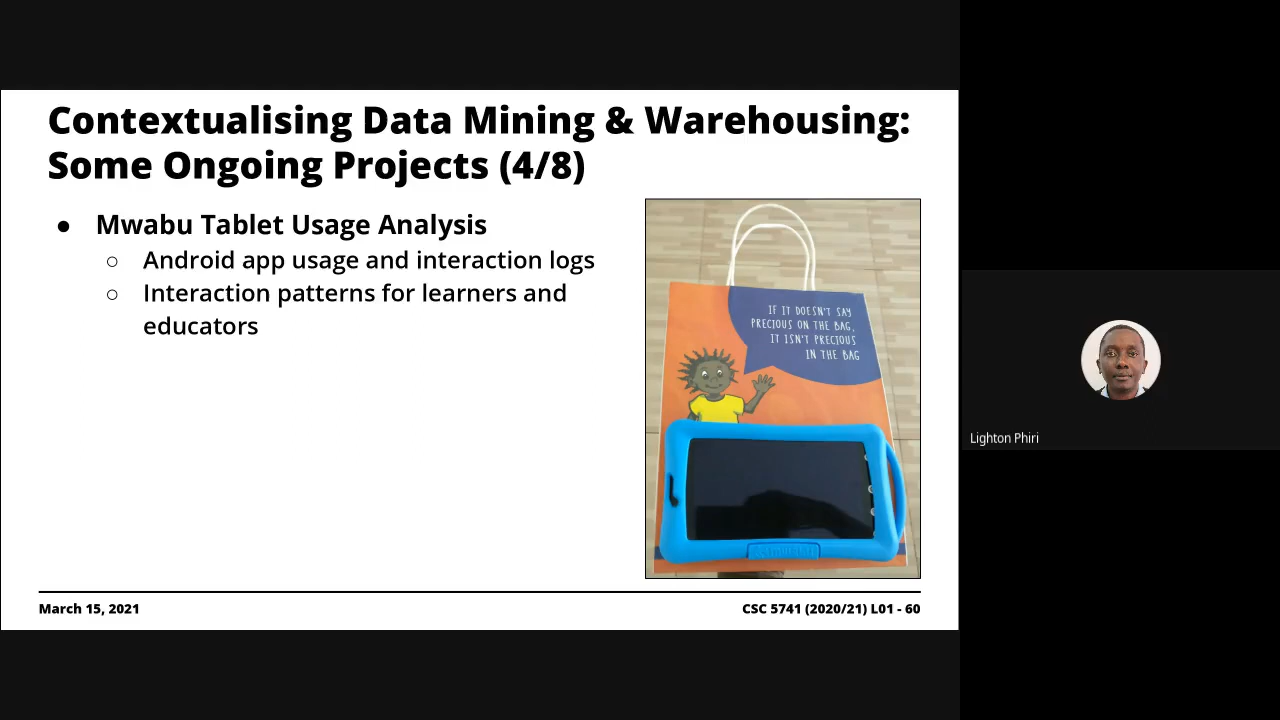 Contextualising Data Mining & Warehousing:
Some Ongoing Projects (4/8)
● Mwabu Tablet Usage Analysis
○ Android app usage and interaction logs
○ Interaction patterns for learners and
educators
IF IT DOESN'T SAY
PRECIOUS ON THE BAG,
IT ISN'T PRECIOUS
IN THE BAG
March 15, 2021
CSC 5741 (2020/21) L01 - 60
Lighton Phiri